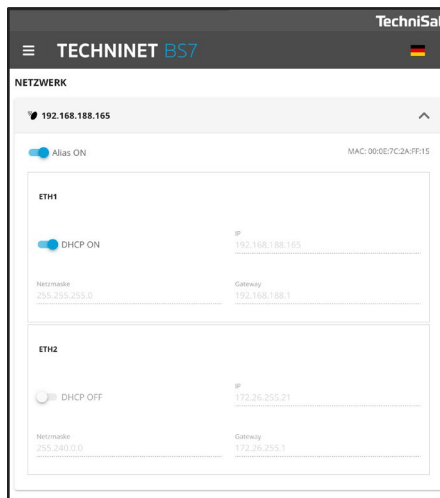 TechniSa
TECHNINET BS7
NETZWERK
192.168.188.165
Alias ON
MAC: 00:0E:7C:2A:FF:15
ETH1
DHCP ON
IP
192.168.188.165
Netzmaske
255.255.255.0
Gateway
192.168.188.1
ETH2
DHCP OFF
IP
172.26.255.21
Netzmaske
255.240.0.0
Gateway
172.26.255.1